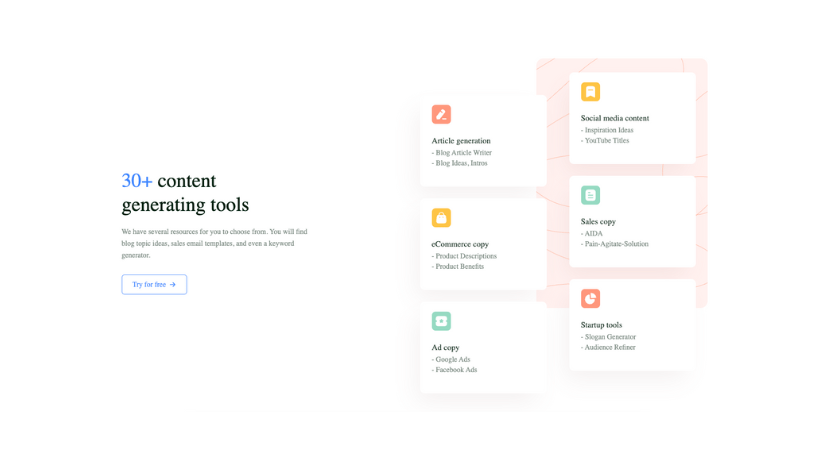 30+ content
generating tools
We have several resources for you to choose from. You will find
blog topic ideas, sales email templates, and even a keyword
generator.
Try for free →
Article generation
- Blog Article Writer
- Blog Ideas, Intros
eCommerce copy
- Product Descriptions
- Product Benefits
Ad copy
- Google Ads
- Facebook Ads
Social media content
- Inspiration Ideas
- YouTube Titles
Sales copy
- AIDA
- Pain-Agitate-Solution
Startup tools
- Slogan Generator
- Audience Refiner